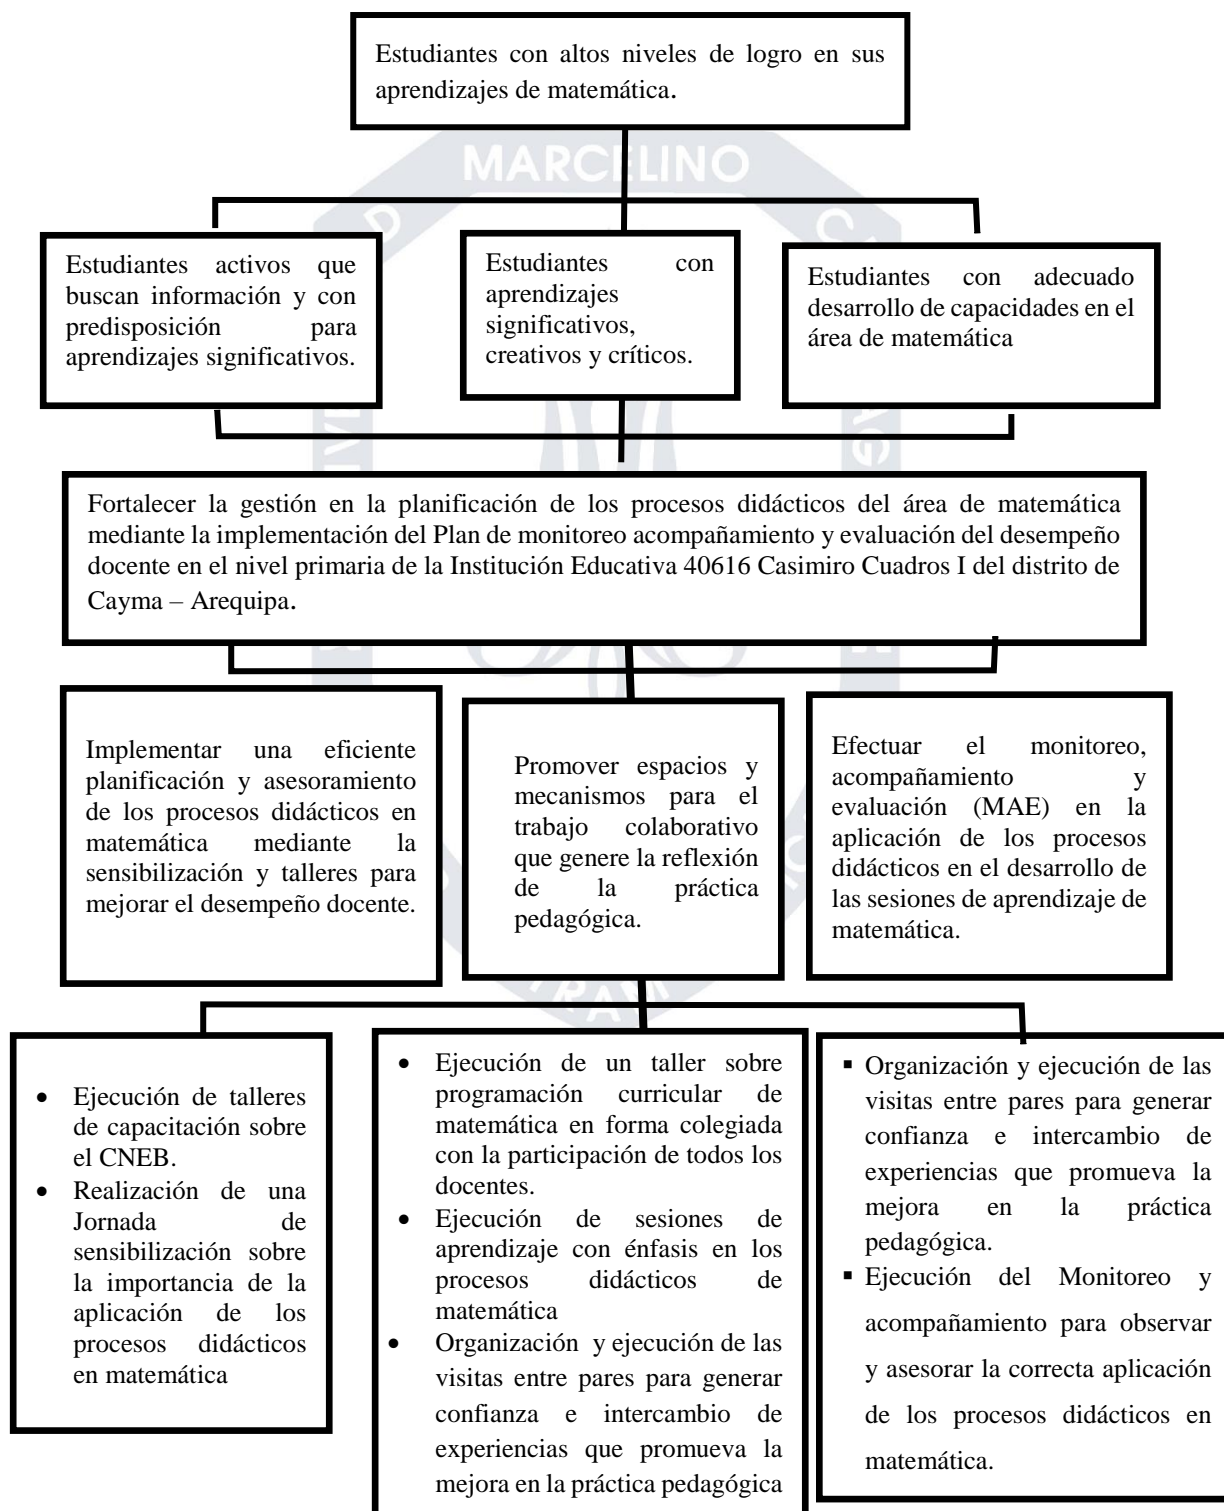 Estudiantes con altos niveles de logro en sus
aprendizajes de matemática.
MARCELINO
Estudiantes activos que
buscan información y con
predisposición para
aprendizajes significativos.
Estudiantes con
aprendizajes
significativos,
creativos y críticos.
Estudiantes con adecuado
desarrollo de capacidades en el
área de matemática
Fortalecer la gestión en la planificación de los procesos didácticos del área de matemática
mediante la implementación del Plan de monitoreo acompañamiento y evaluación del desempeño
docente en el nivel primaria de la Institución Educativa 40616 Casimiro Cuadros I del distrito de
Cayma – Arequipa.
Implementar una eficiente
planificación y asesoramiento
de los procesos didácticos en
matemática mediante la
sensibilización y talleres para
mejorar el desempeño docente.
Promover espacios y
mecanismos para el
trabajo colaborativo
que genere la reflexión
de la práctica
pedagógica.
Efectuar el monitoreo,
acompañamiento y
evaluación (MAE) en la
aplicación de los procesos
didácticos en el desarrollo de
las sesiones de aprendizaje de
matemática.
• Ejecución de talleres
de capacitación sobre
el CNEB.
• Realización de una
Jornada de
sensibilización sobre
la importancia de la
aplicación de los
procesos didácticos
en matemática
• Ejecución de un taller sobre
programación curricular de
matemática en forma colegiada
con la participación de todos los
docentes.
• Ejecución de sesiones de
aprendizaje con énfasis en los
procesos didácticos de
matemática
• Organización y ejecución de las
visitas entre pares para generar
confianza e intercambio de
experiencias que promueva la
mejora en la práctica pedagógica
▪ Organización y ejecución de las
visitas entre pares para generar
confianza e intercambio de
experiencias que promueva la
mejora en la práctica
pedagógica.
▪ Ejecución del Monitoreo y
acompañamiento para observar
y asesorar la correcta aplicación
de los procesos didácticos en
matemática.